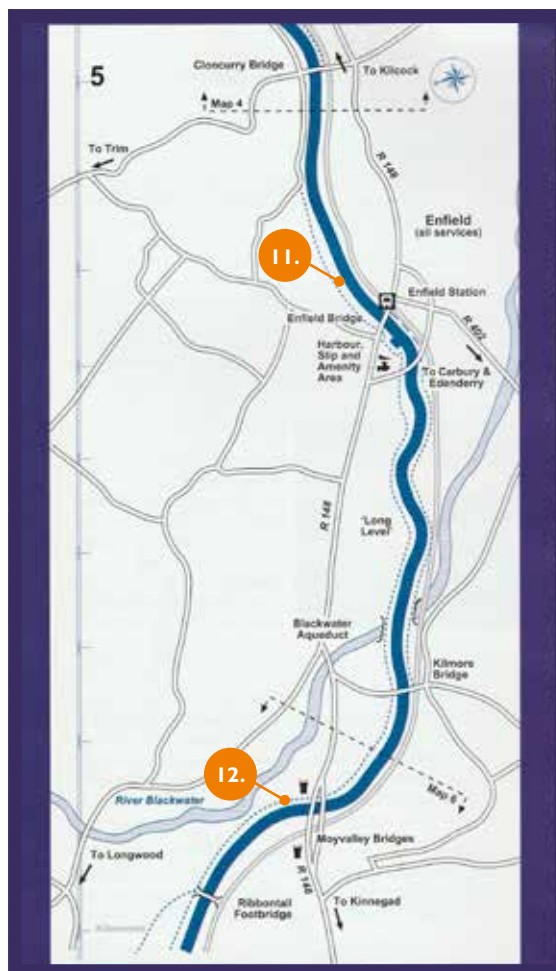 Cloncurry Bridge
To Kilcock
5
Map 4
To Trim
R 148
Enfield
(all services)
11.
Enfield Station
Enfield Bridge
R 402
Harbour,
Slip and
Amenity
Area
To Carbury &
Edenderry
R 148
'Long
Level'
Blackwater
Aqueduct
Kilmore
Bridge
12.
River Blackwater
Map 6
Moyvalley Bridges
To Longwood
R 148
Ribbontail
Footbridge
To Kinnegad